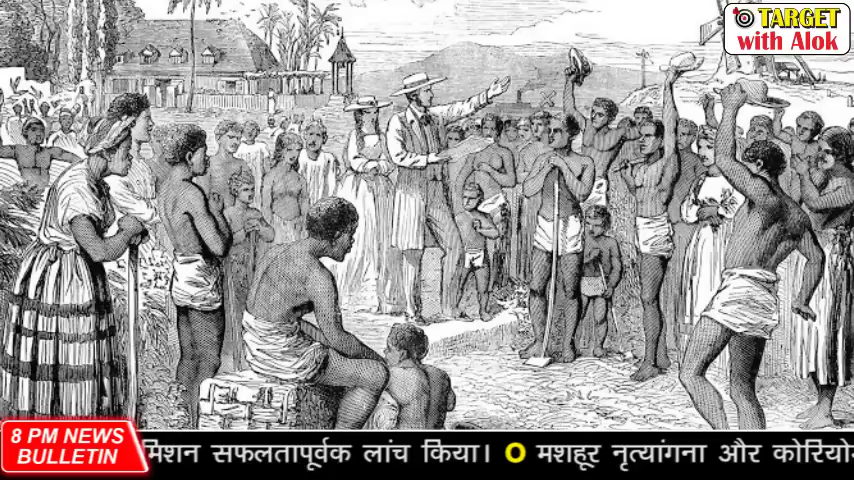 TARGET
with Alok
8 PM NEWS
BULLETIN
मिशन सफलतापूर्वक लांच किया। O मशहूर नृत्यांगना और